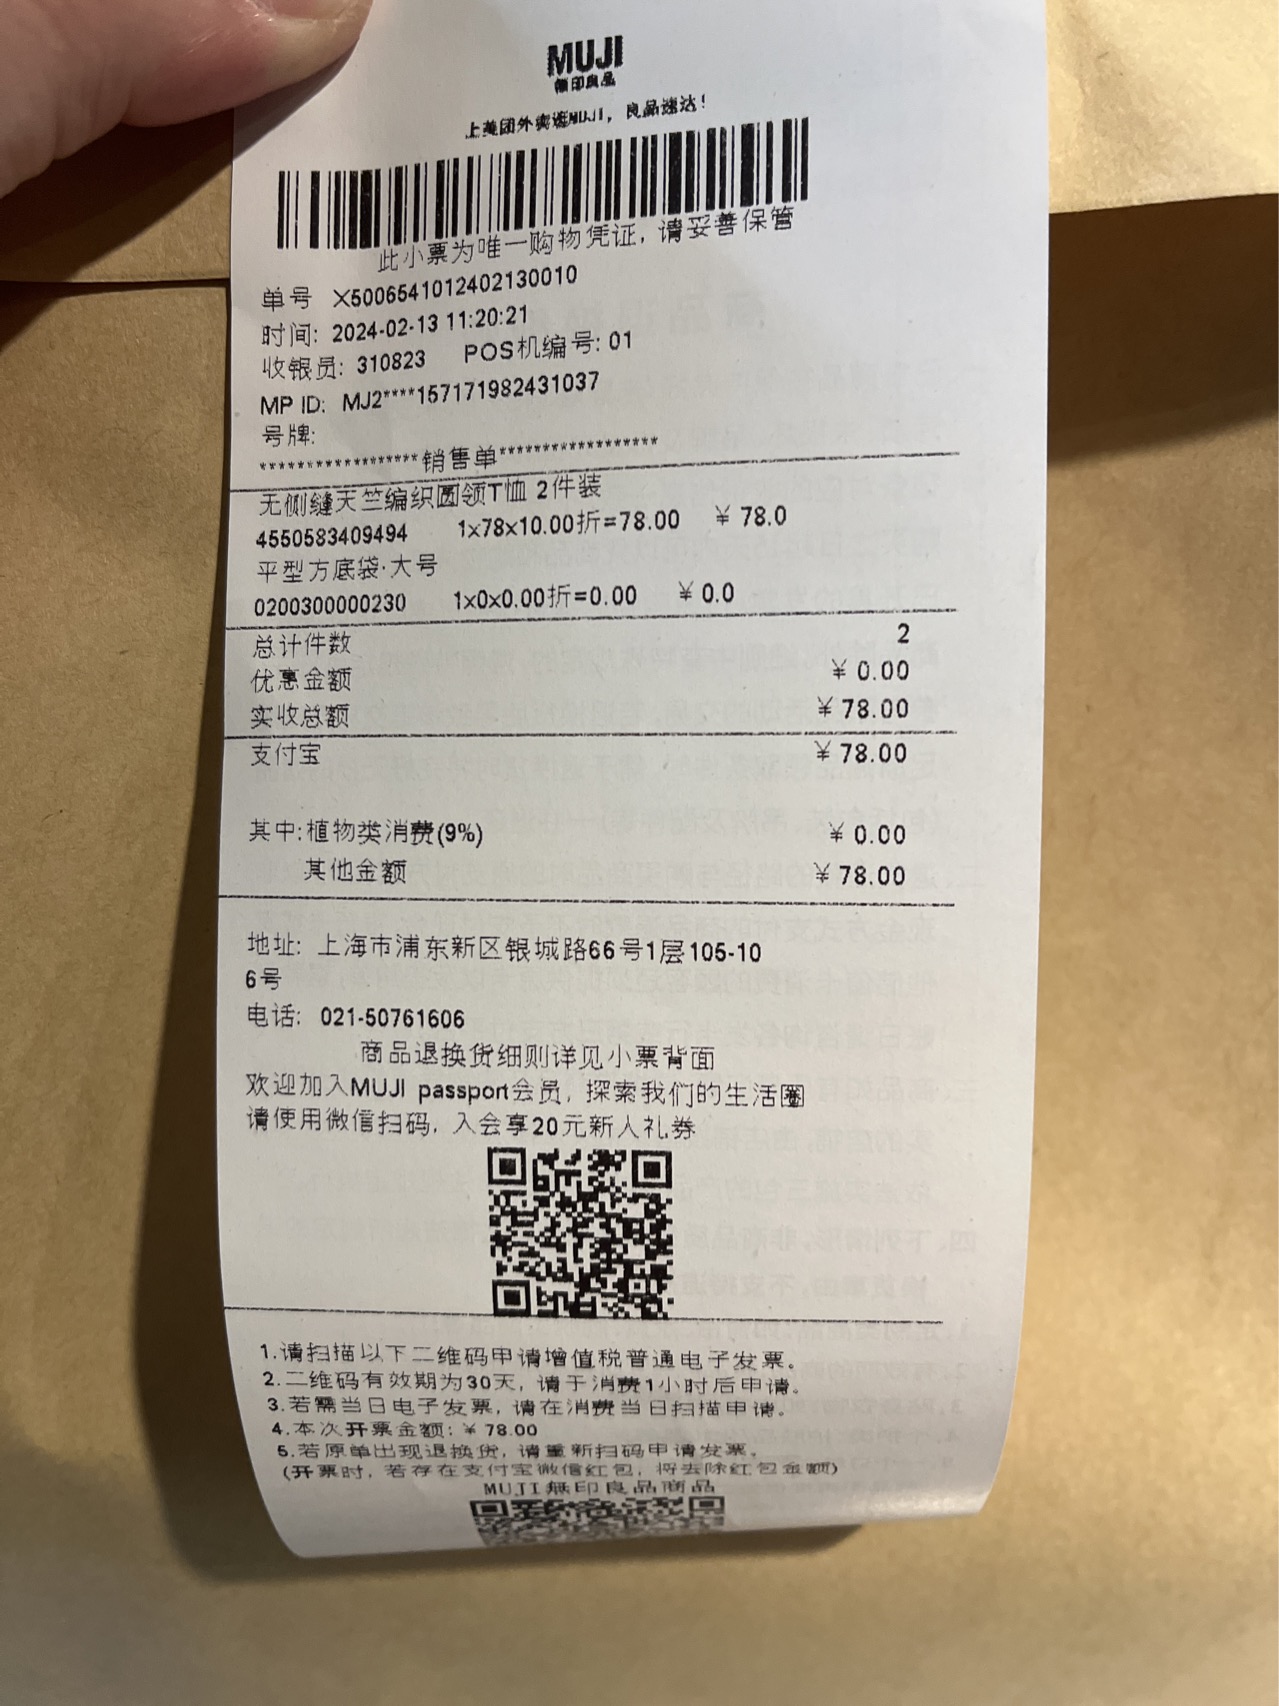 MUJI
無印良品
上美团外卖逛MUJI，良品速达！
此小票为唯一购物凭证，请妥善保管
单号 X5006541012402130010
时间: 2024-02-13 11:20:21
收银员: 310823 POS机编号: 01
MP ID: MJ2****157171982431037
号牌:
******************销售单******************
无侧缝天竺编织圆领T恤 2件装
4550583409494 1x78x10.00折=78.00 ￥78.0
平型方底袋·大号
0200300000230 1x0x0.00折=0.00 ￥0.0
总计件数 2
优惠金额 ￥0.00
实收总额 ￥78.00
支付宝 ￥78.00
其中:植物类消费(9%) ￥0.00
其他金额 ￥78.00
地址: 上海市浦东新区银城路66号1层105-10
6号
电话: 021-50761606
商品退换货细则详见小票背面
欢迎加入MUJI passport会员，探索我们的生活圈
请使用微信扫码，入会享20元新人礼券
1.请扫描以下二维码申请增值税普通电子发票。
2.二维码有效期为30天，请于消费1小时后申请。
3.若需当日电子发票，请在消费当日扫描申请。
4.本次开票金额:￥78.00
5.若原单出现退换货，请重新扫码申请发票。
(开票时，若存在支付宝微信红包，将去除红包金额)
MUJI無印良品商品